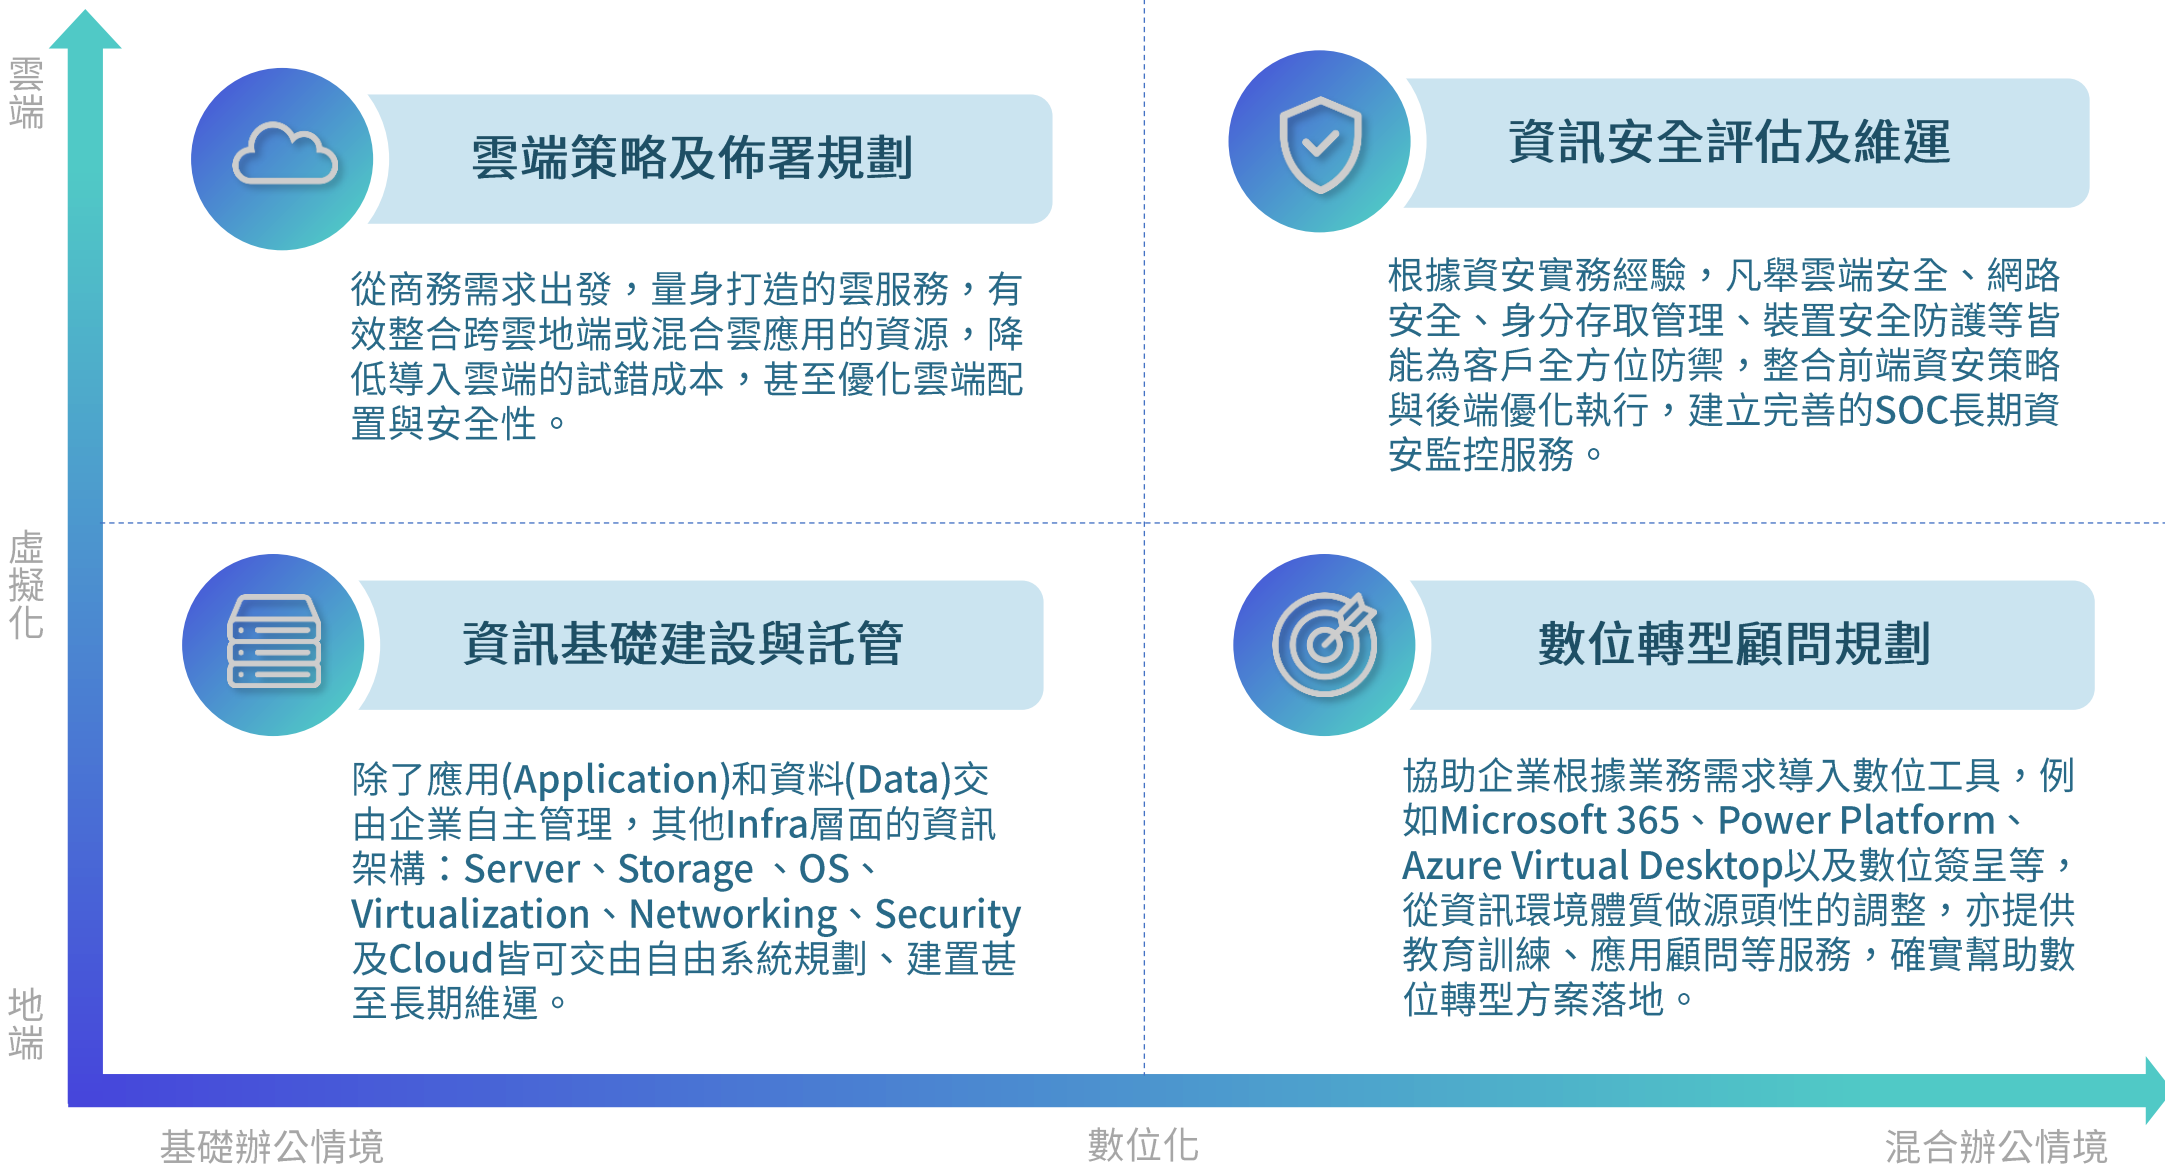 雲端
雲端策略及佈署規劃
從商務需求出發，量身打造的雲服務，有
效整合跨雲地端或混合雲應用的資源，降
低導入雲端的試錯成本，甚至優化雲端配
置與安全性。
資訊安全評估及維運
根據資安實務經驗，凡舉雲端安全、網路
安全、身分存取管理、裝置安全防護等皆
能為客戶全方位防禦，整合前端資安策略
與後端優化執行，建立完善的SOC長期資
安監控服務。
虛擬化
資訊基礎建設與託管
除了應用(Application)和資料(Data)交
由企業自主管理，其他Infra層面的資訊
架構：Server、Storage 、OS、
Virtualization、Networking、Security
及Cloud皆可交由自由系統規劃、建置甚
至長期維運。
數位轉型顧問規劃
協助企業根據業務需求導入數位工具，例
如Microsoft 365、Power Platform、
Azure Virtual Desktop以及數位簽呈等，
從資訊環境體質做源頭性的調整，亦提供
教育訓練、應用顧問等服務，確實幫助數
位轉型方案落地。
地端
基礎辦公情境
數位化
混合辦公情境